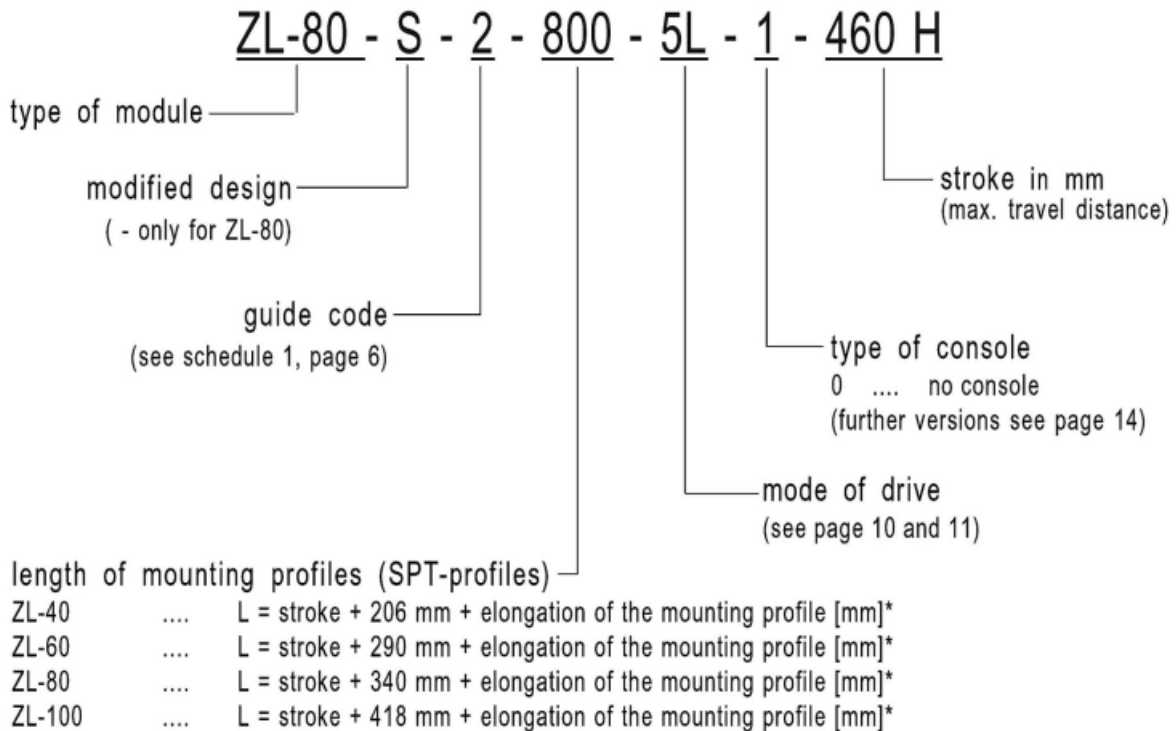 ZL-80 - S - 2 - 800 - 5L - 1 - 460 H
type of module
modified design
( - only for ZL-80)
stroke in mm
(max. travel distance)
guide code
(see schedule 1, page 6)
type of console
0 .... no console
(further versions see page 14)
mode of drive
(see page 10 and 11)
length of mounting profiles (SPT-profiles)
ZL-40 .... L = stroke + 206 mm + elongation of the mounting profile [mm]*
ZL-60 .... L = stroke + 290 mm + elongation of the mounting profile [mm]*
ZL-80 .... L = stroke + 340 mm + elongation of the mounting profile [mm]*
ZL-100 .... L = stroke + 418 mm + elongation of the mounting profile [mm]*